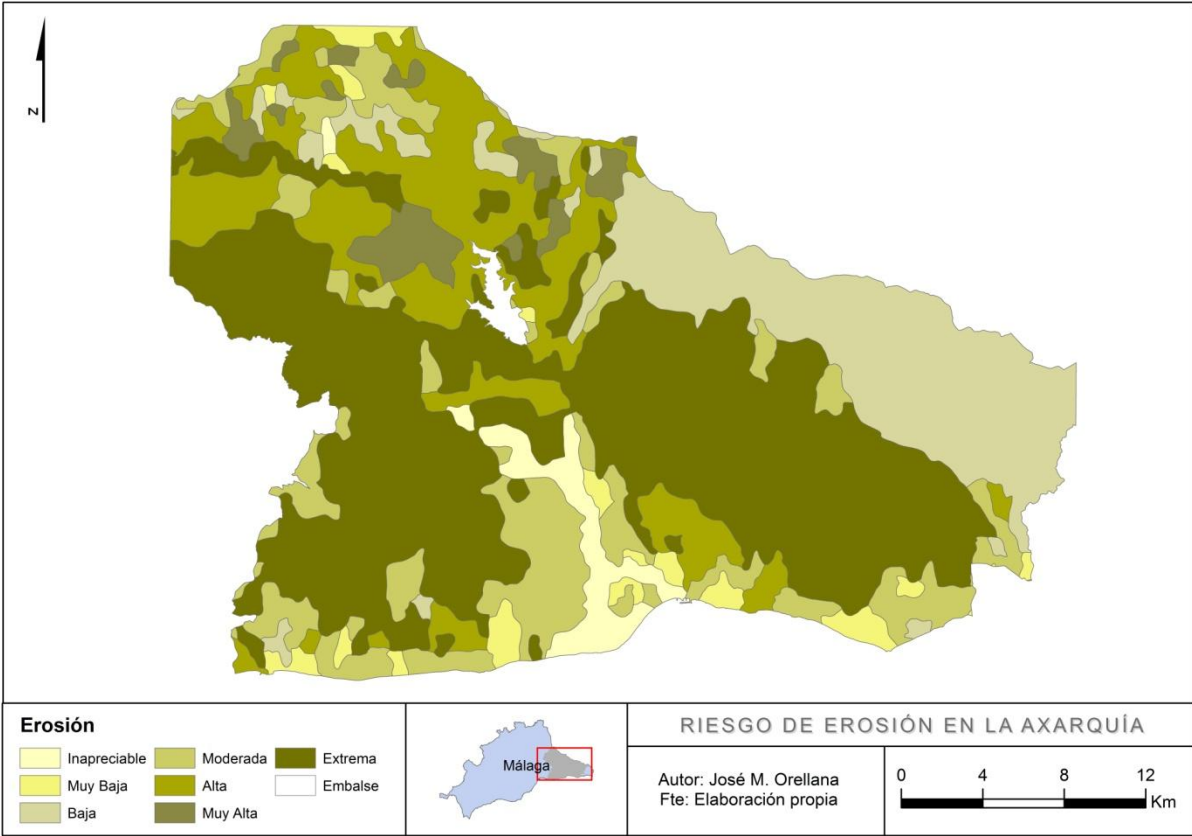 N
Erosión
Inapreciable
Muy Baja
Baja
Moderada
Alta
Muy Alta
Extrema
Embalse
Málaga
RIESGO DE EROSIÓN EN LA AXARQUÍA
Autor: José M. Orellana
Fte: Elaboración propia
0 4 8 12
Km